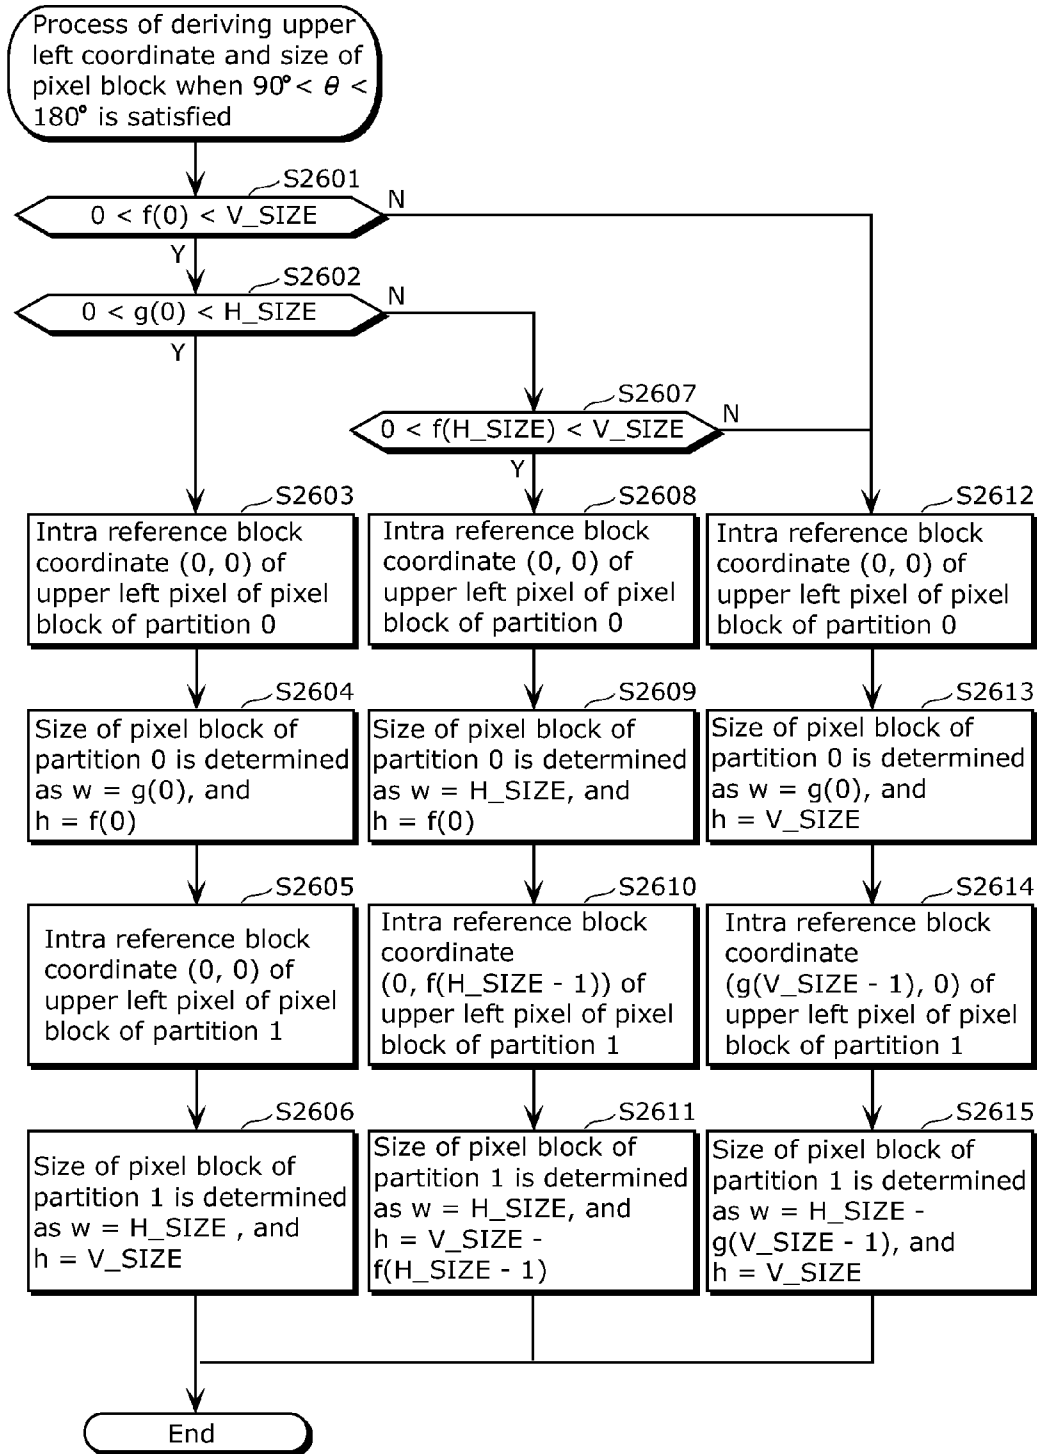 Process of deriving upper
left coordinate and size of
pixel block when 90° < θ <
180° is satisfied
S2601
0 < f(0) < V_SIZE
N
Y
S2602
0 < g(0) < H_SIZE
N
Y
S2607
0 < f(H_SIZE) < V_SIZE
N
Y
S2603
Intra reference block
coordinate (0, 0) of
upper left pixel of pixel
block of partition 0
S2608
Intra reference block
coordinate (0, 0) of
upper left pixel of pixel
block of partition 0
S2612
Intra reference block
coordinate (0, 0) of
upper left pixel of pixel
block of partition 0
S2604
Size of pixel block of
partition 0 is determined
as w = g(0), and
h = f(0)
S2609
Size of pixel block of
partition 0 is determined
as w = H_SIZE, and
h = f(0)
S2613
Size of pixel block of
partition 0 is determined
as w = g(0), and
h = V_SIZE
S2605
Intra reference block
coordinate (0, 0) of
upper left pixel of pixel
block of partition 1
S2610
Intra reference block
coordinate
(0, f(H_SIZE - 1)) of
upper left pixel of pixel
block of partition 1
S2614
Intra reference block
coordinate
(g(V_SIZE - 1), 0) of
upper left pixel of pixel
block of partition 1
S2606
Size of pixel block of
partition 1 is determined
as w = H_SIZE , and
h = V_SIZE
S2611
Size of pixel block of
partition 1 is determined
as w = H_SIZE, and
h = V_SIZE -
f(H_SIZE - 1)
S2615
Size of pixel block of
partition 1 is determined
as w = H_SIZE -
g(V_SIZE - 1), and
h = V_SIZE
End